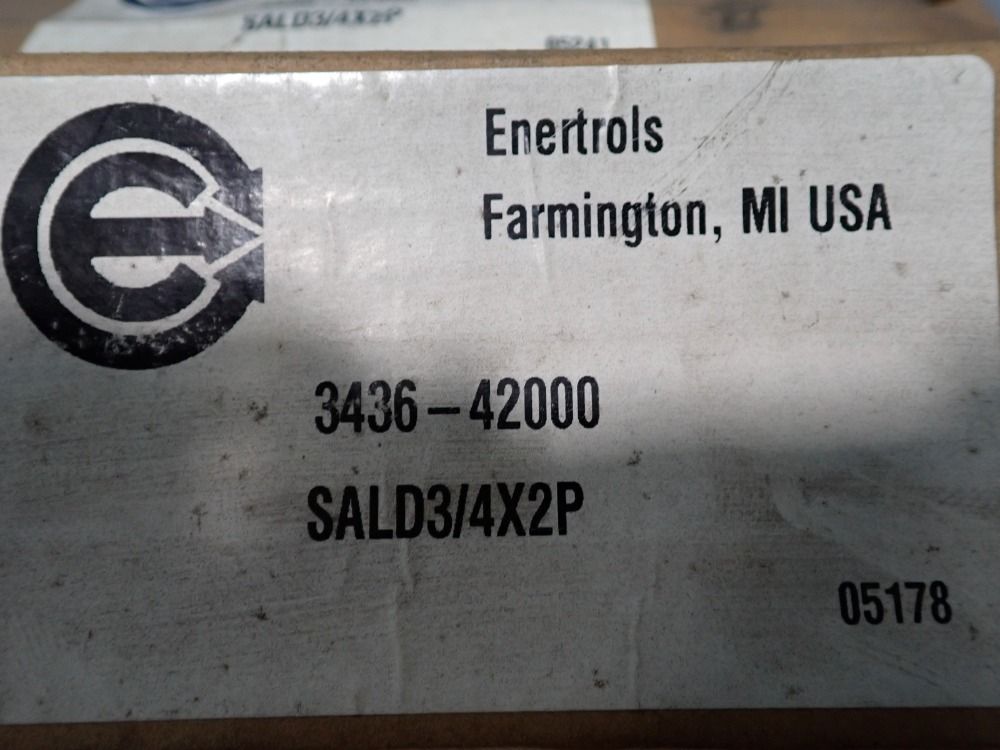 SALD3/4X2P
Enertrols
Farmington, MI USA
3436-42000
SALD3/4X2P
05178